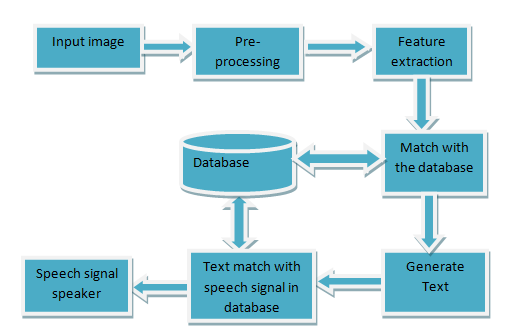 Input image
Pre-
processing
Feature
extraction
Database
Match with
the database
Speech signal
speaker
Text match with
speech signal in
database
Generate
Text